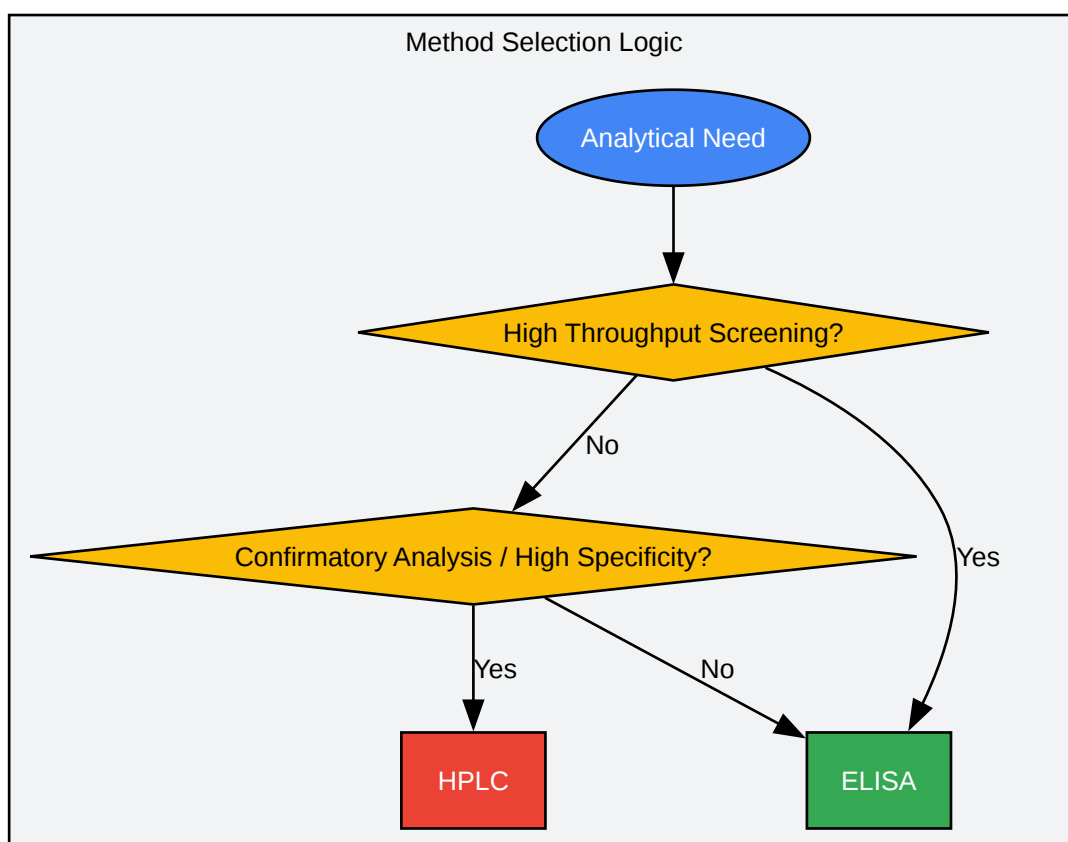 Method Selection Logic
Analytical Need
High Throughput Screening?
No
Confirmatory Analysis / High Specificity?
Yes
Yes
No
HPLC
ELISA